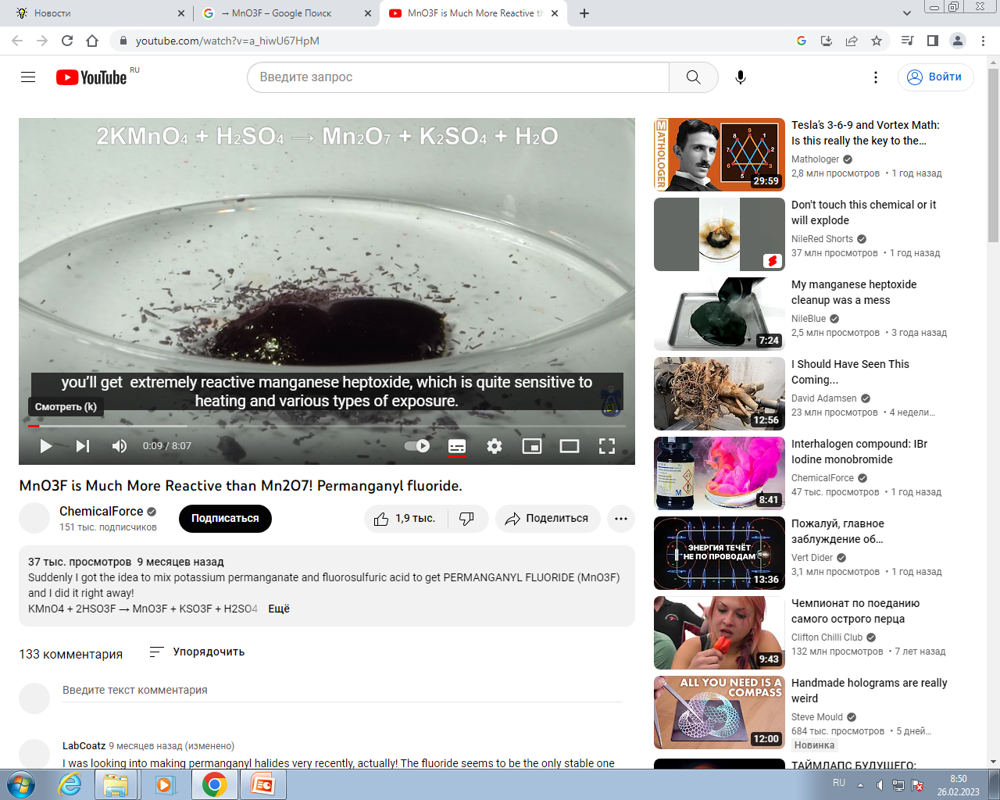 Новости
→ MnO3F – Google Поиск
MnO3F is Much More Reactive th
youtube.com/watch?v=a_hiwU67HpM
YouTube RU
Введите запрос
Войти
2KMnO₄ + H₂SO₄ → Mn₂O₇ + K₂SO₄ + H₂O
you'll get extremely reactive manganese heptoxide, which is quite sensitive to
heating and various types of exposure.
Смотреть (k)
0:09 / 8:07
MnO3F is Much More Reactive than Mn2O7! Permanganyl fluoride.
ChemicalForce
151 тыс. подписчиков
Подписаться
1,9 тыс.
Поделиться
37 тыс. просмотров 9 месяцев назад
Suddenly I got the idea to mix potassium permanganate and fluorosulfuric acid to get PERMANGANYL FLUORIDE (MnO3F)
and I did it right away!
KMnO4 + 2HSO3F → MnO3F + KSO3F + H2SO4 Ещё
133 комментария
Упорядочить
Введите текст комментария
LabCoatz 9 месяцев назад (изменено)
I was looking into making permanganyl halides very recently, actually! The fluoride seems to be the only stable one
MATHOLOGER
9
8
1
7
2
6
3
5
29:59
Tesla's 3-6-9 and Vortex Math:
Is this really the key to the...
Mathologer
2,8 млн просмотров • 1 год назад
Don't touch this chemical or it
will explode
NileRed Shorts
37 млн просмотров • 1 год назад
7:24
My manganese heptoxide
cleanup was a mess
NileBlue
2,5 млн просмотров • 3 года назад
12:56
I Should Have Seen This
Coming...
David Adamsen
23 млн просмотров • 4 недели...
8:41
Interhalogen compound: IBr
Iodine monobromide
ChemicalForce
47 тыс. просмотров • 1 год назад
ЭНЕРГИЯ ТЕЧЁТ
НЕ ПО ПРОВОДАМ
13:36
Пожалуй, главное
заблуждение об...
Vert Dider
3,1 млн просмотров • 1 год назад
9:43
Чемпионат по поеданию
самого острого перца
Clifton Chilli Club
132 млн просмотров • 7 лет назад
ALL YOU NEED IS A
COMPASS
12:00
Handmade holograms are really
weird
Steve Mould
684 тыс. просмотров • 5 дней...
Новинка
ТАЙМЛАПС БУДУЩЕГО:
RU
8:50
26.02.2023